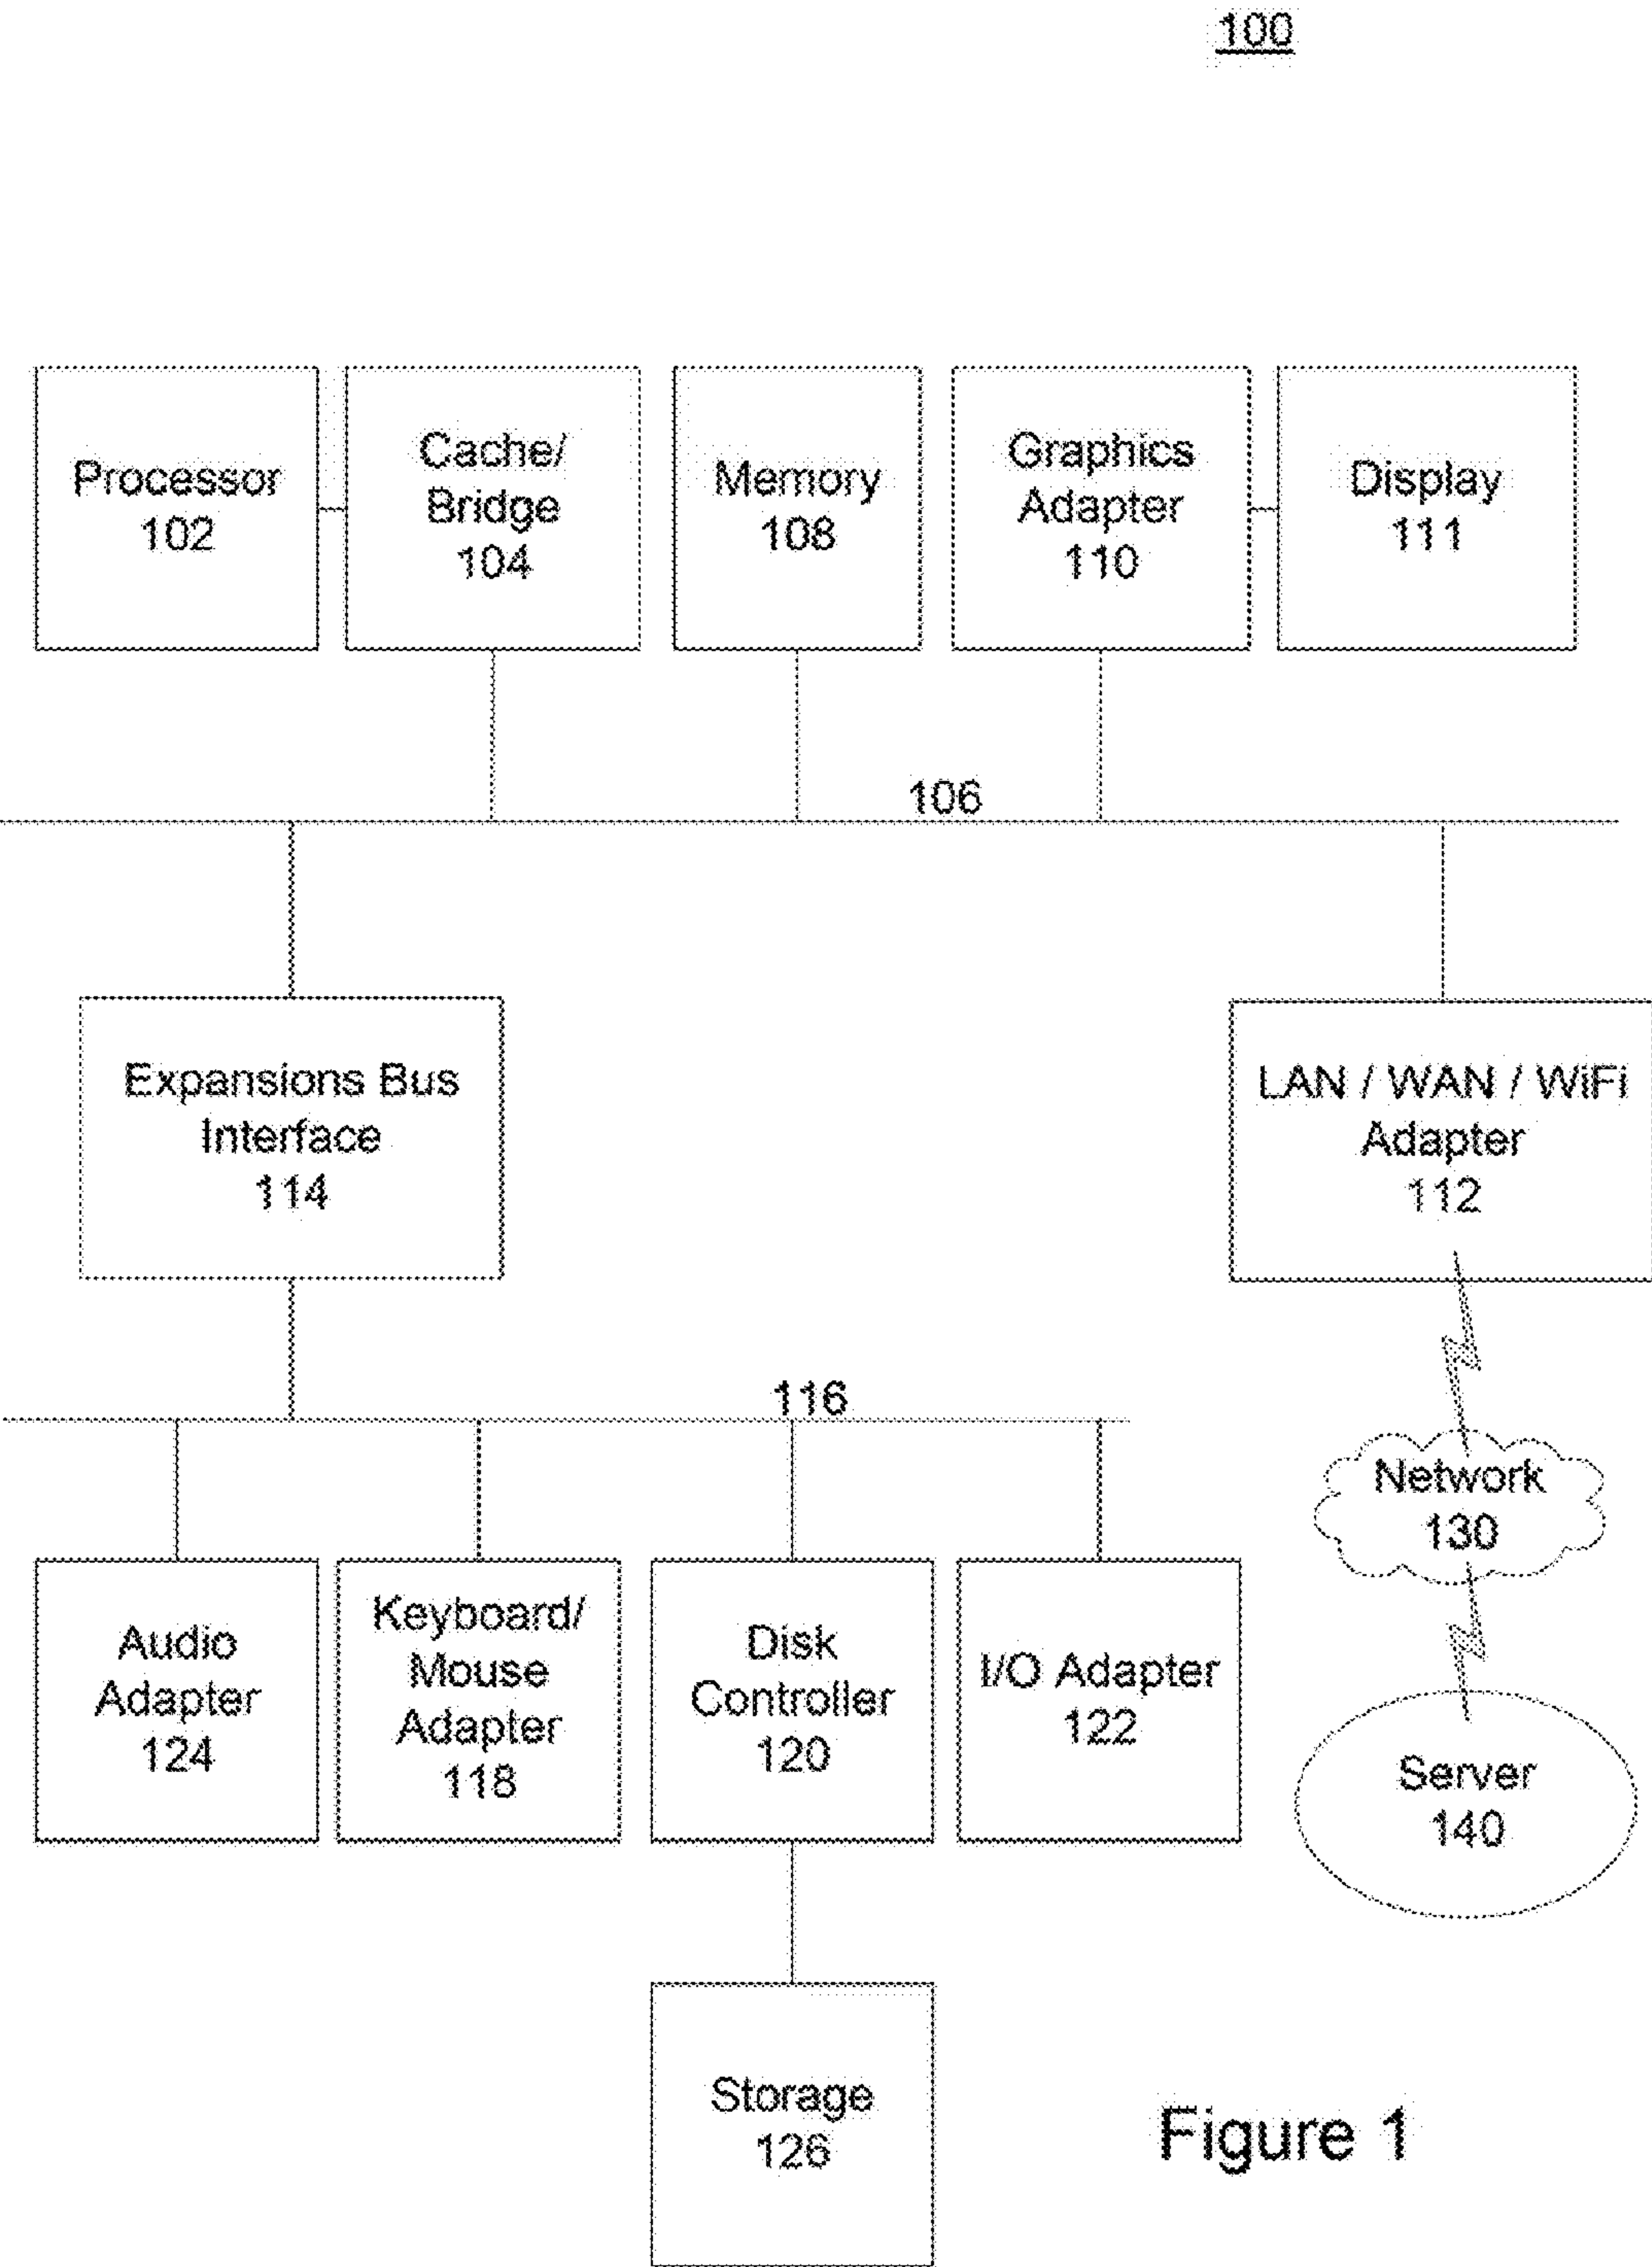 100
Processor
102
Cache/
Bridge
104
Memory
108
Graphics
Adapter
110
Display
111
106
Expansions Bus
Interface
114
LAN / WAN / WiFi
Adapter
112
116
Network
130
Audio
Adapter
124
Keyboard/
Mouse
Adapter
118
Disk
Controller
120
I/O Adapter
122
Server
140
Storage
126
Figure 1